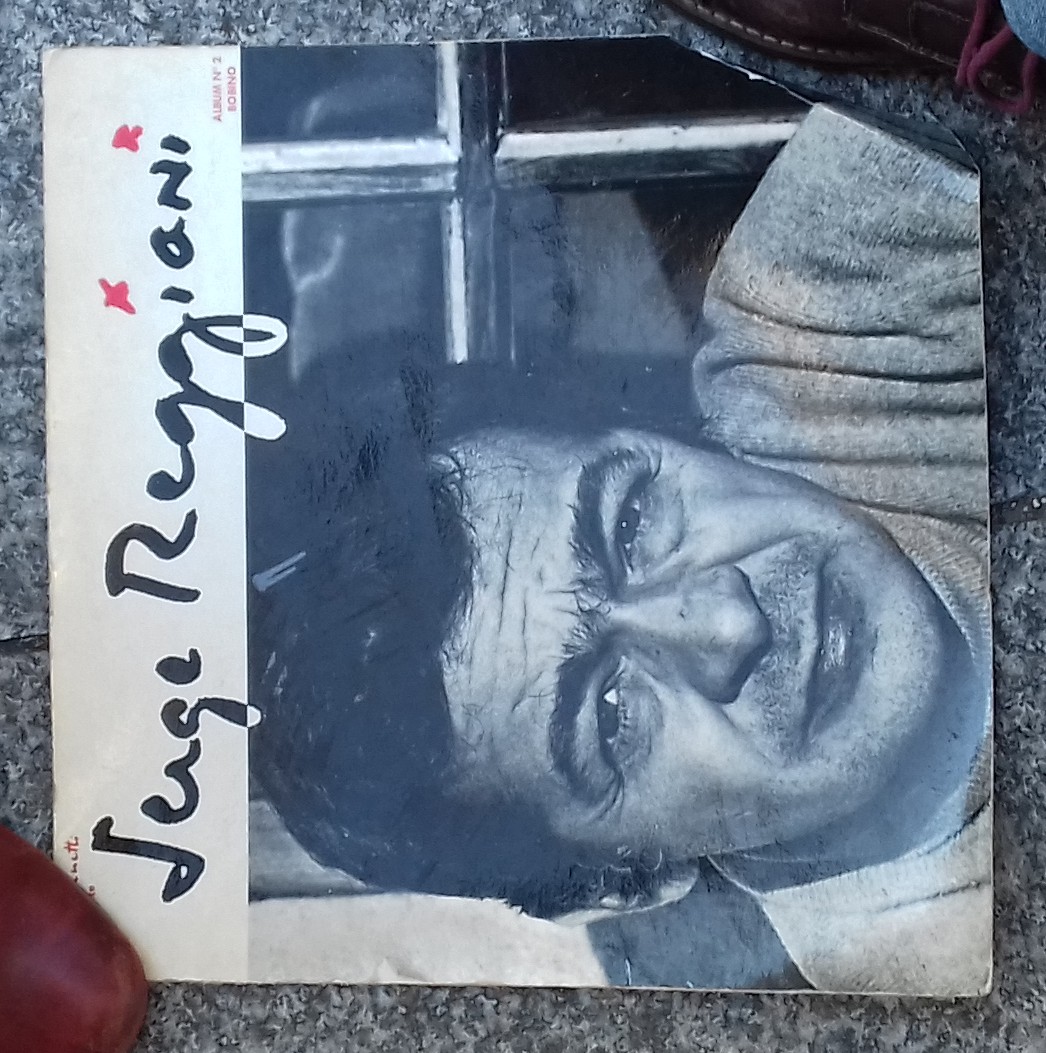 Serge Reggiani
ALBUM N° 2
BOBINO